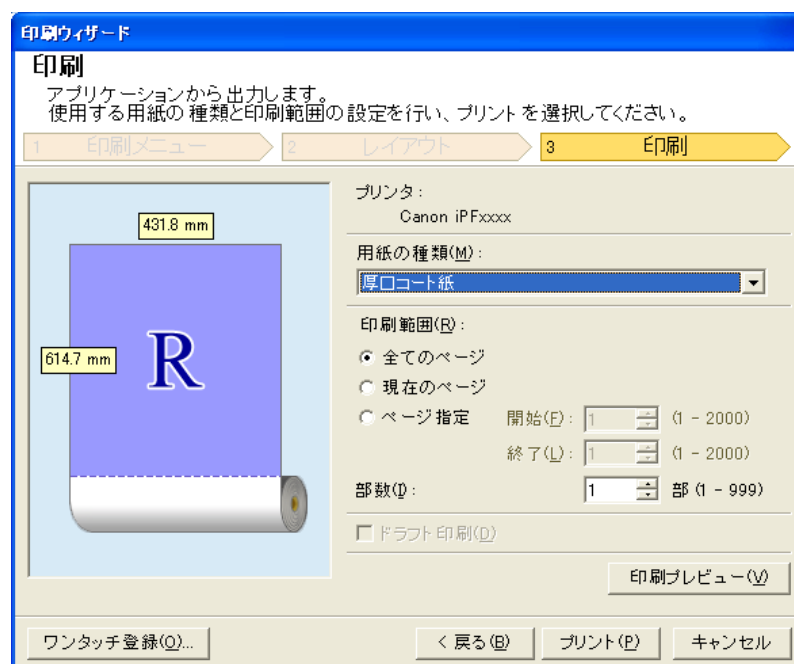 印刷ウィザード
印刷
アプリケーションから出力します。
使用する用紙の種類と印刷範囲の設定を行い、プリントを選択してください。
1 印刷メニュー 2 レイアウト 3 印刷
431.8 mm
614.7 mm
R
プリンタ:
Canon iPFxxxx
用紙の種類(M):
厚口コート紙
印刷範囲(R):
全てのページ
現在のページ
ページ指定 開始(F): 1 (1 - 2000)
終了(L): 1 (1 - 2000)
部数(I): 1 部 (1 - 999)
ドラフト印刷(D)
印刷プレビュー(V)
ワンタッチ登録(O)... < 戻る(B) プリント(P) キャンセル